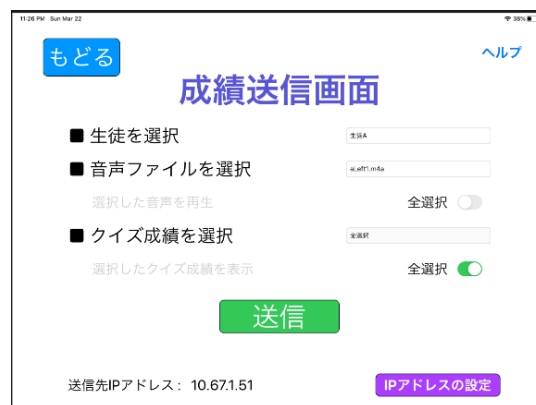 11:26 PM Sun Mar 22 38%
もどる ヘルプ
成績送信画面
■ 生徒を選択 生徒A
■ 音声ファイルを選択 aLeft1.m4a
選択した音声を再生 全選択
■ クイズ成績を選択 全選択
選択したクイズ成績を表示 全選択
送信
送信先IPアドレス： 10.67.1.51 IPアドレスの設定